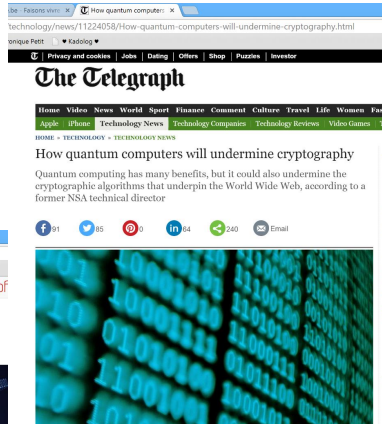 .be - Faisons vivre × How quantum computers ×
/technology/news/11224058/How-quantum-computers-will-undermine-cryptography.html
ronique Petit ♥ Kadolog ♥
Privacy and cookies Jobs Dating Offers Shop Puzzles Investor
The Telegraph
Home Video News World Sport Finance Comment Culture Travel Life Women Fas
Apple iPhone Technology News Technology Companies Technology Reviews Video Games
HOME » TECHNOLOGY » TECHNOLOGY NEWS
How quantum computers will undermine cryptography
Quantum computing has many benefits, but it could also undermine the
cryptographic algorithms that underpin the World Wide Web, according to a
former NSA technical director
91 85 0 64 240 Email
of